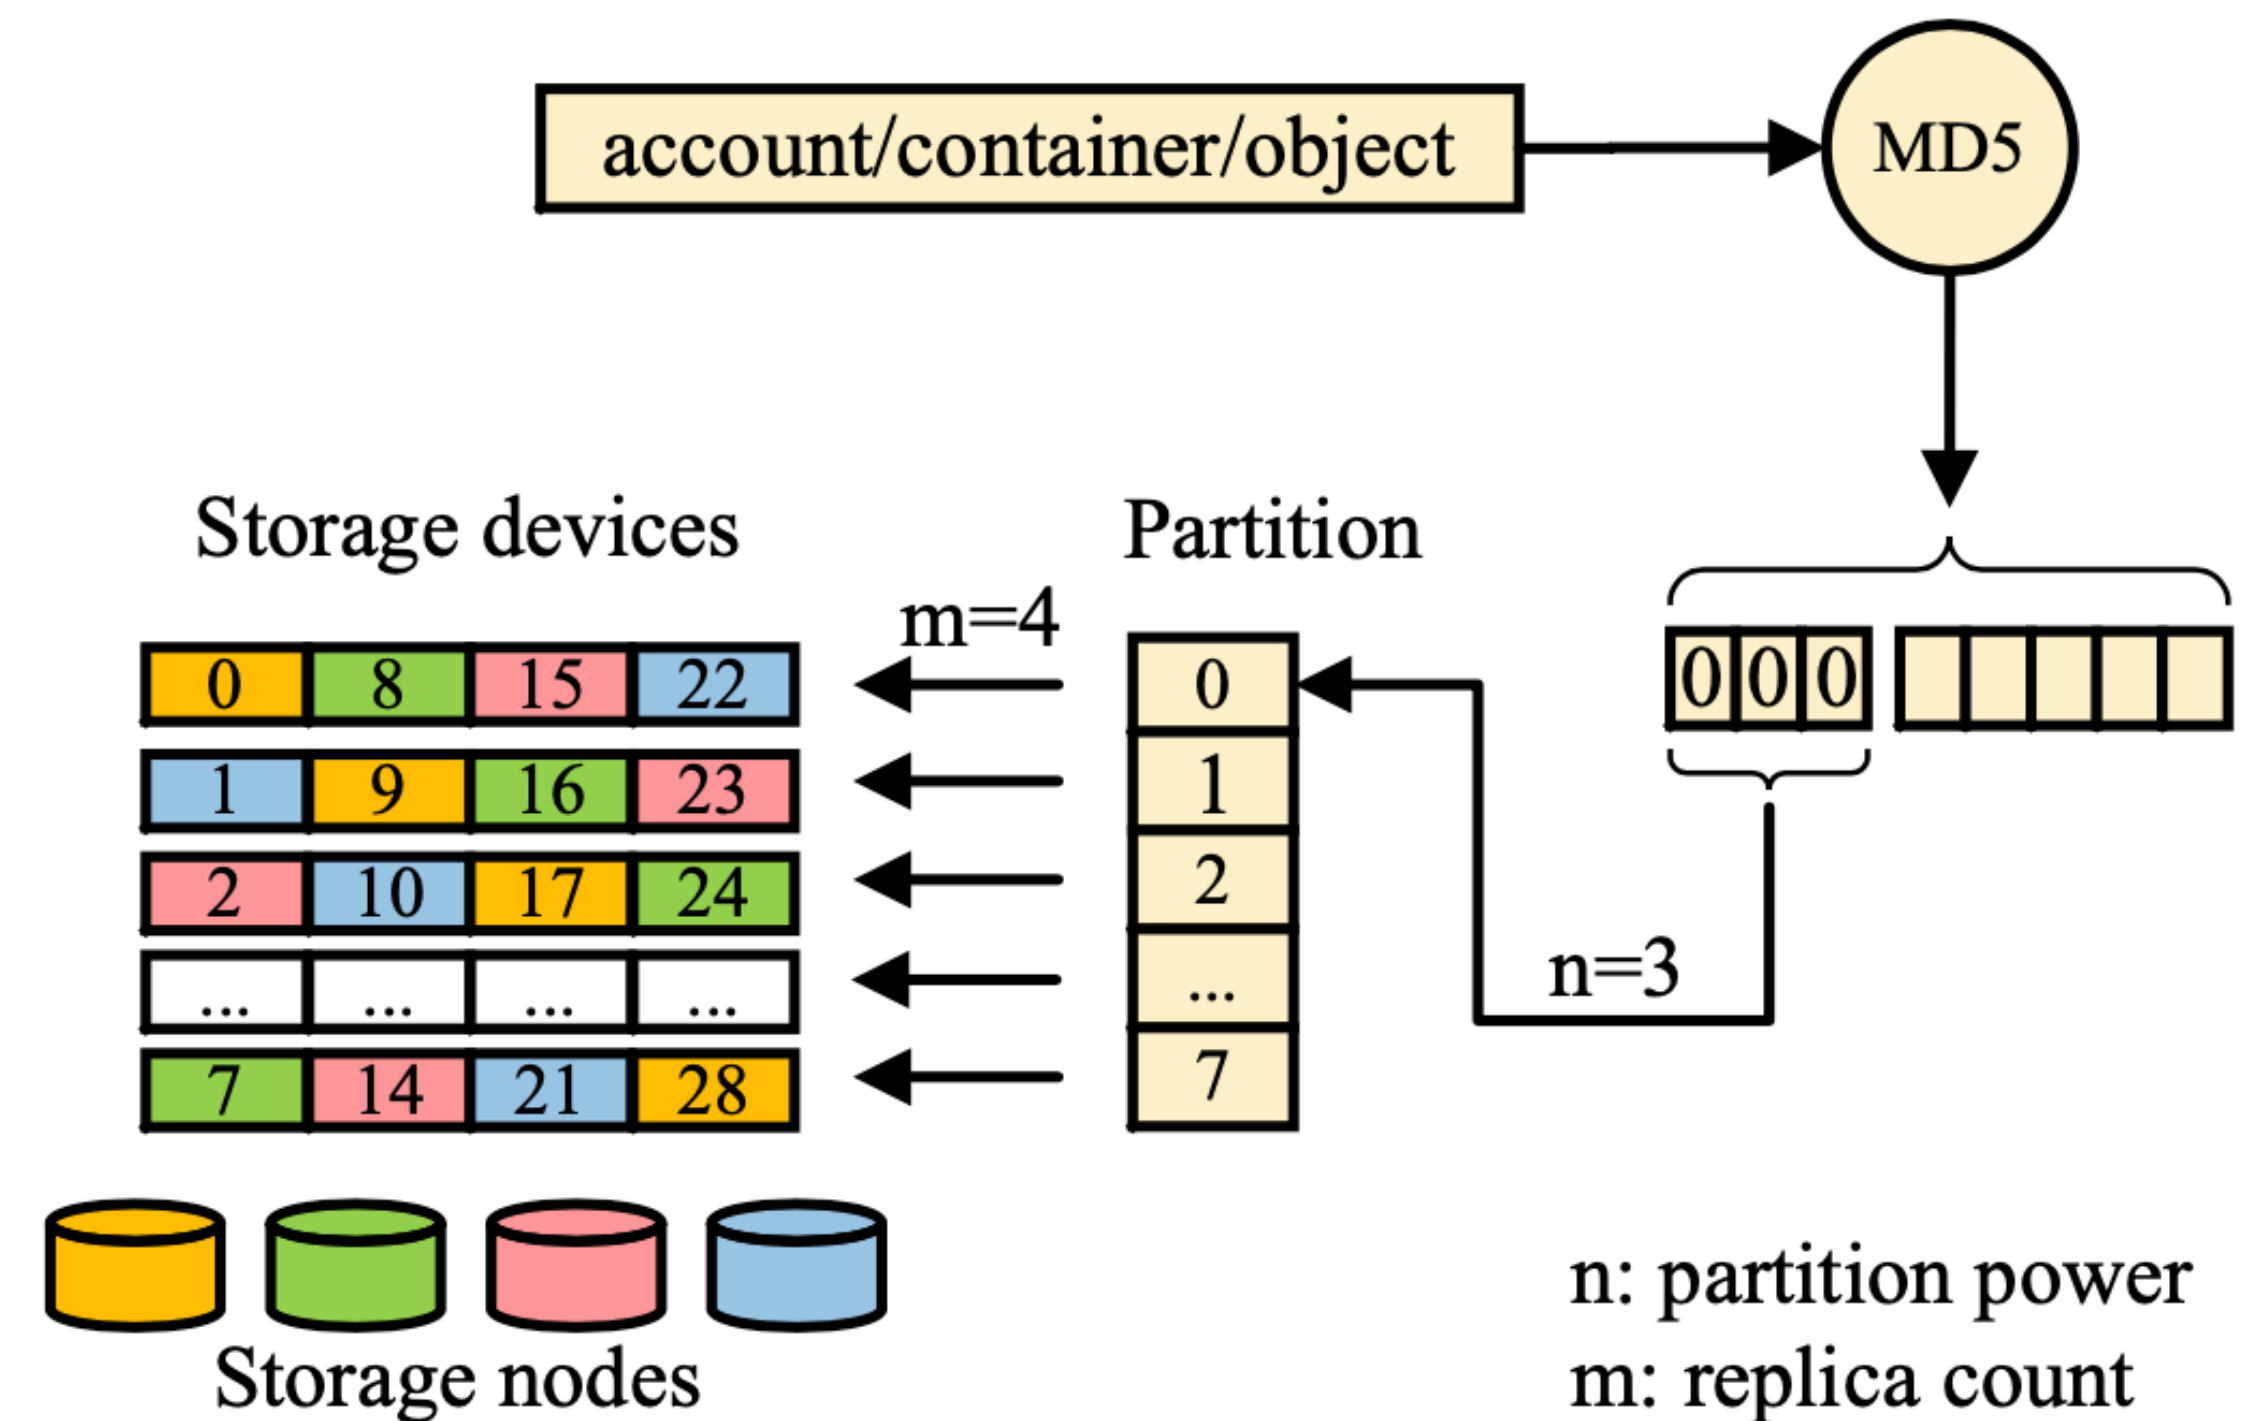 account/container/object
MD5
Storage devices
Partition
m=4
0 0 0
0 8 15 22
0
1 9 16 23
1
2 10 17 24
2
... ... ... ...
...
n=3
7 14 21 28
7
Storage nodes
n: partition power
m: replica count